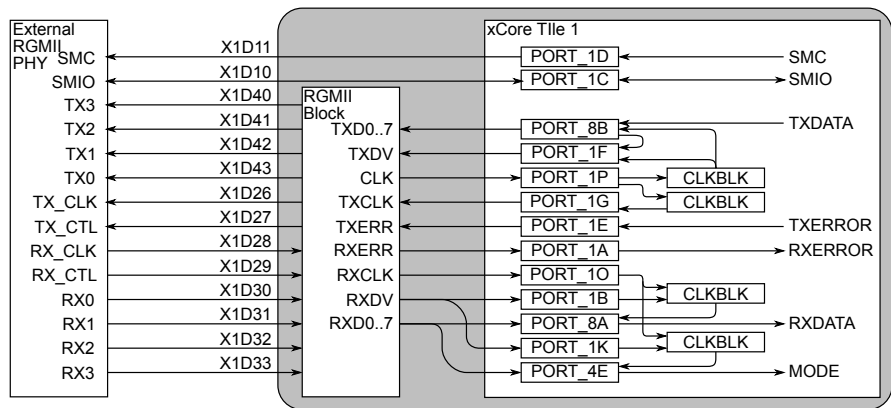 External
RGMII
PHY
SMC
SMIO
TX3
TX2
TX1
TX0
TX_CLK
TX_CTL
RX_CLK
RX_CTL
RX0
RX1
RX2
RX3
X1D11
X1D10
X1D40
X1D41
X1D42
X1D43
X1D26
X1D27
X1D28
X1D29
X1D30
X1D31
X1D32
X1D33
RGMII
Block
TXD0..7
TXDV
CLK
TXCLK
TXERR
RXERR
RXCLK
RXDV
RXD0..7
xCore TIle 1
PORT_1D
PORT_1C
PORT_8B
PORT_1F
PORT_1P
PORT_1G
PORT_1E
PORT_1A
PORT_1O
PORT_1B
PORT_8A
PORT_1K
PORT_4E
CLKBLK
CLKBLK
CLKBLK
CLKBLK
SMC
SMIO
TXDATA
TXERROR
RXERROR
RXDATA
MODE